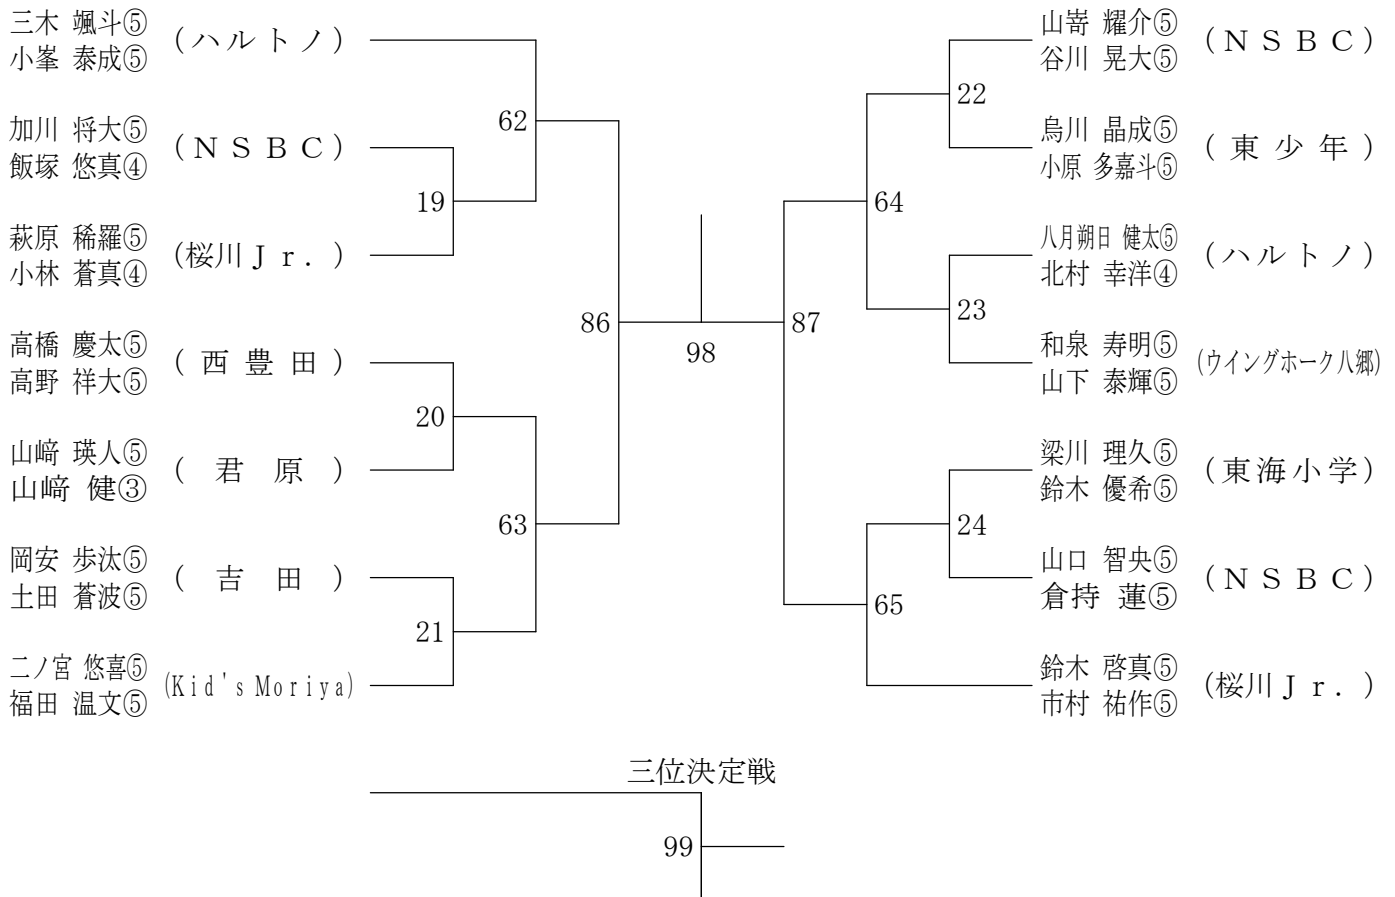 三木 颯斗⑤
小峯 泰成⑤
(ハルトノ)
加川 将大⑤
飯塚 悠真④
(NSBC)
萩原 稀羅⑤
小林 蒼真④
(桜川Jr.)
高橋 慶太⑤
高野 祥大⑤
(西豊田)
山﨑 瑛人⑤
山﨑 健③
(君原)
岡安 歩汰⑤
土田 蒼波⑤
(吉田)
二ノ宮 悠喜⑤
福田 温文⑤
(Kid's Moriya)
62
19
86
20
63
21
98
山嵜 耀介⑤
谷川 晃大⑤
(NSBC)
烏川 晶成⑤
小原 多嘉斗⑤
(東少年)
八月朔日 健太⑤
北村 幸洋④
(ハルトノ)
和泉 寿明⑤
山下 泰輝⑤
(ウイングホーク八郷)
梁川 理久⑤
鈴木 優希⑤
(東海小学)
山口 智央⑤
倉持 蓮⑤
(NSBC)
鈴木 啓真⑤
市村 祐作⑤
(桜川Jr.)
22
64
23
87
24
65
三位決定戦
99